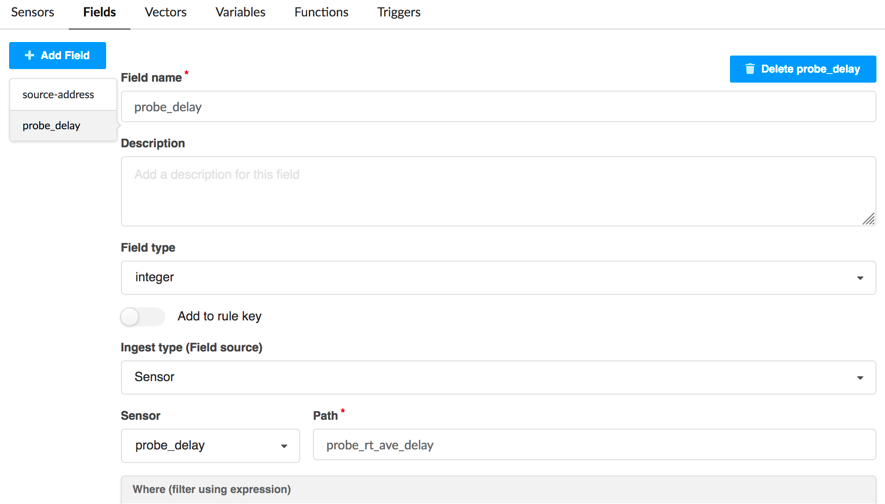 Sensors Fields Vectors Variables Functions Triggers
+ Add Field
source-address
probe_delay
Delete probe_delay
Field name *
probe_delay
Description
Add a description for this field
Field type
integer
Add to rule key
Ingest type (Field source)
Sensor
Sensor Path *
probe_delay probe_rt_ave_delay
Where (filter using expression)